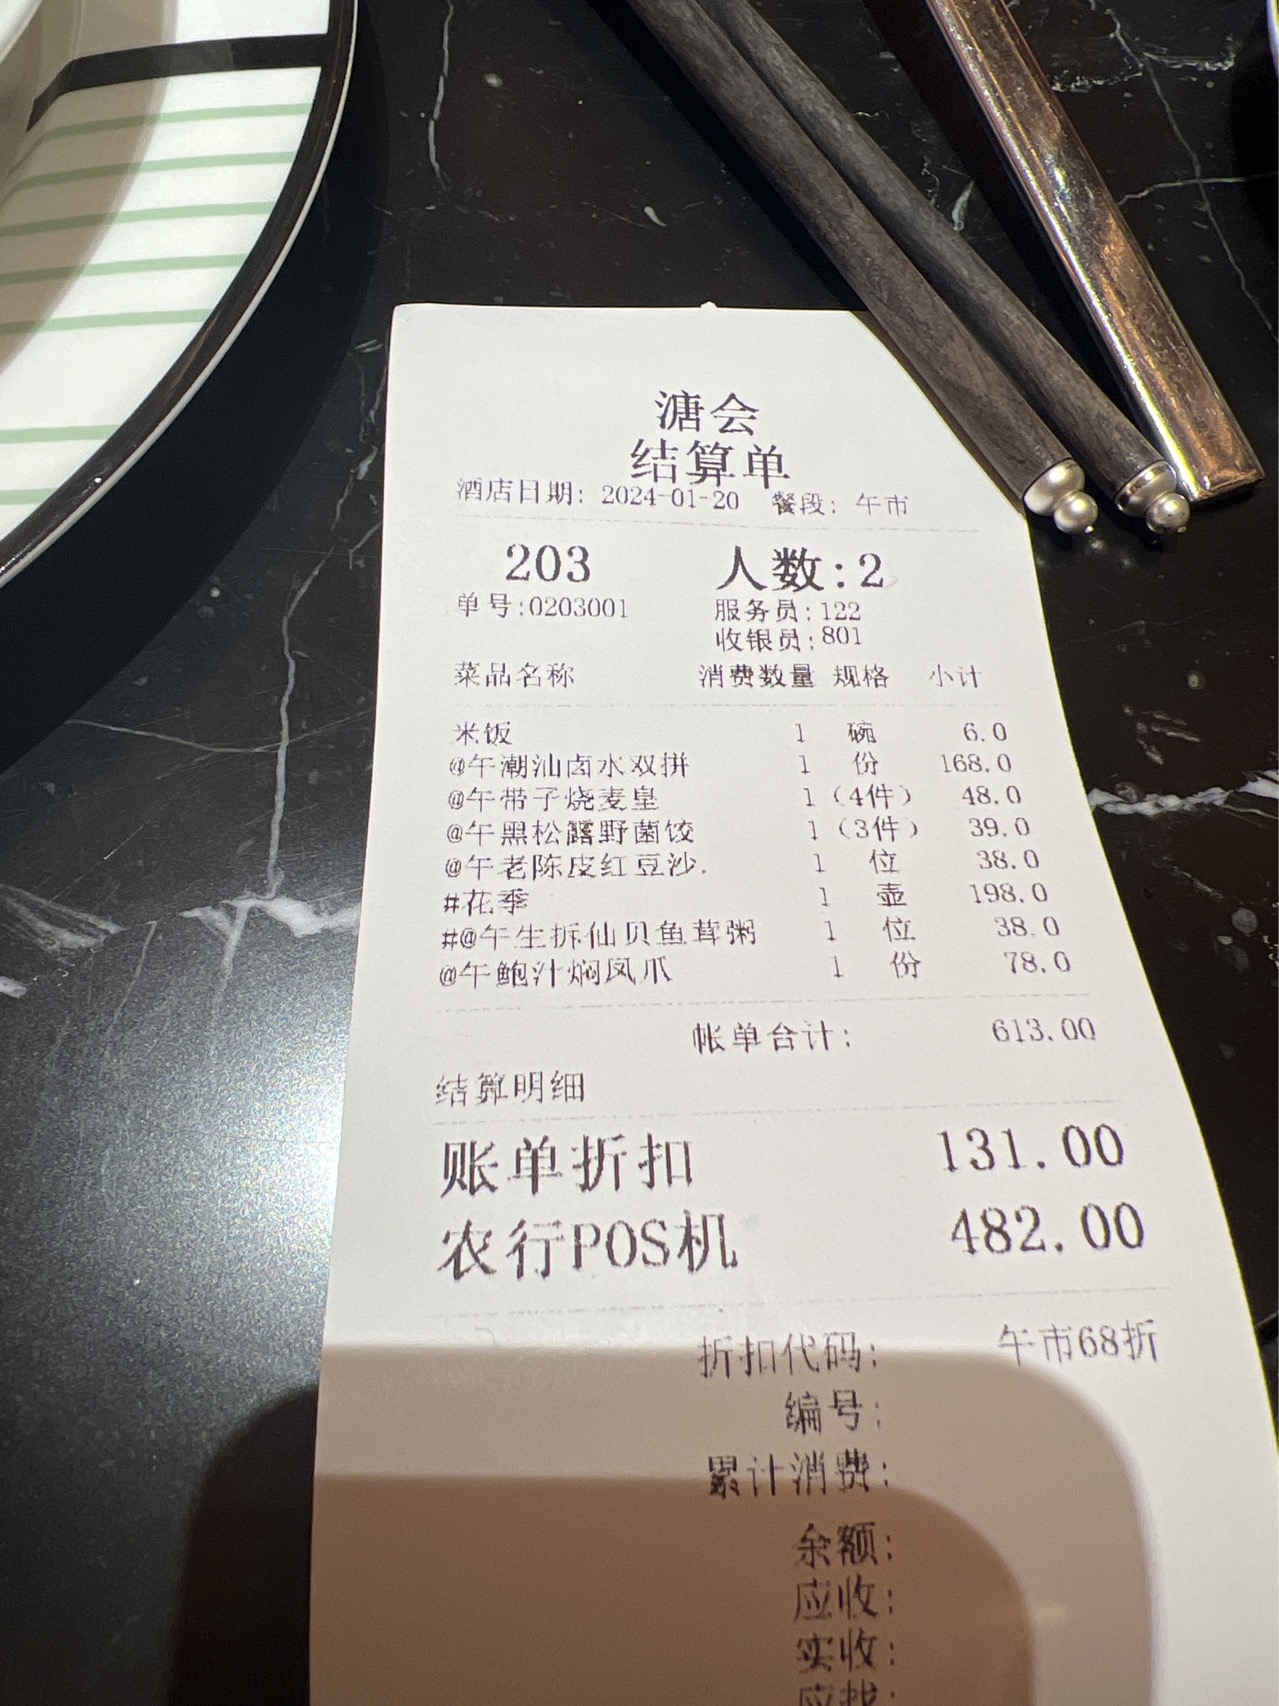 溏会
结算单
酒店日期: 2024-01-20 餐段: 午市
203 人数:2
单号:0203001 服务员:122
收银员:801
菜品名称 消费数量 规格 小计
米饭 1 碗 6.0
@午潮汕卤水双拼 1 份 168.0
@午带子烧麦皇 1 (4件) 48.0
@午黑松露野菌饺 1 (3件) 39.0
@午老陈皮红豆沙. 1 位 38.0
#花季 1 壶 198.0
#@午生拆仙贝鱼茸粥 1 位 38.0
@午鲍汁焖凤爪 1 份 78.0
帐单合计: 613.00
结算明细
账单折扣 131.00
农行POS机 482.00
折扣代码: 午市68折
编号:
累计消费:
余额:
应收:
实收:
应找: